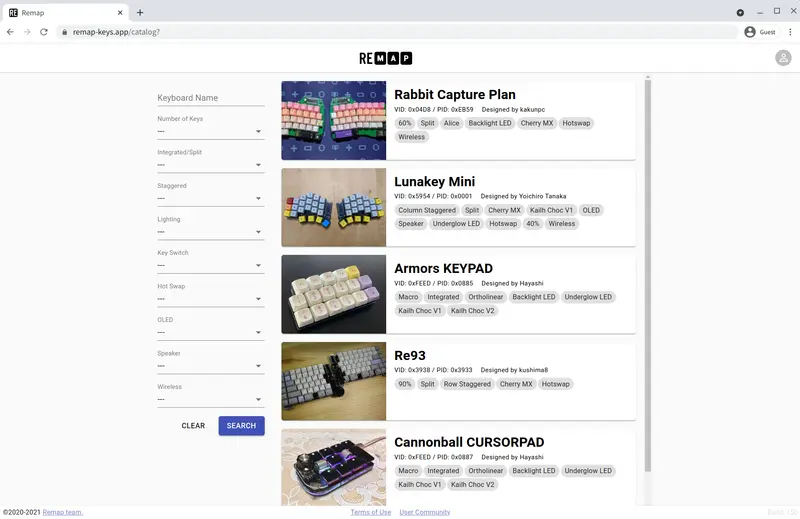 RE Remap
remap-keys.app/catalog?
Guest
REMAP
Keyboard Name
Number of Keys
---
Integrated/Split
---
Staggered
---
Lighting
---
Key Switch
---
Hot Swap
---
OLED
---
Speaker
---
Wireless
---
CLEAR SEARCH
Rabbit Capture Plan
VID: 0x04D8 / PID: 0xEB59 Designed by kakunpc
60% Split Alice Backlight LED Cherry MX Hotswap
Wireless
Lunakey Mini
VID: 0x5954 / PID: 0x0001 Designed by Yoichiro Tanaka
Column Staggered Split Cherry MX Kailh Choc V1 OLED
Speaker Underglow LED Hotswap 40% Wireless
Armors KEYPAD
VID: 0xFEED / PID: 0x0885 Designed by Hayashi
Macro Integrated Ortholinear Backlight LED Underglow LED
Kailh Choc V1 Kailh Choc V2
Re93
VID: 0x3938 / PID: 0x3933 Designed by kushima8
90% Split Row Staggered Cherry MX Hotswap
Cannonball CURSORPAD
VID: 0xFEED / PID: 0x0887 Designed by Hayashi
Macro Integrated Ortholinear Backlight LED Underglow LED
Kailh Choc V1 Kailh Choc V2
©2020-2021 Remap team.
Terms of Use User Community